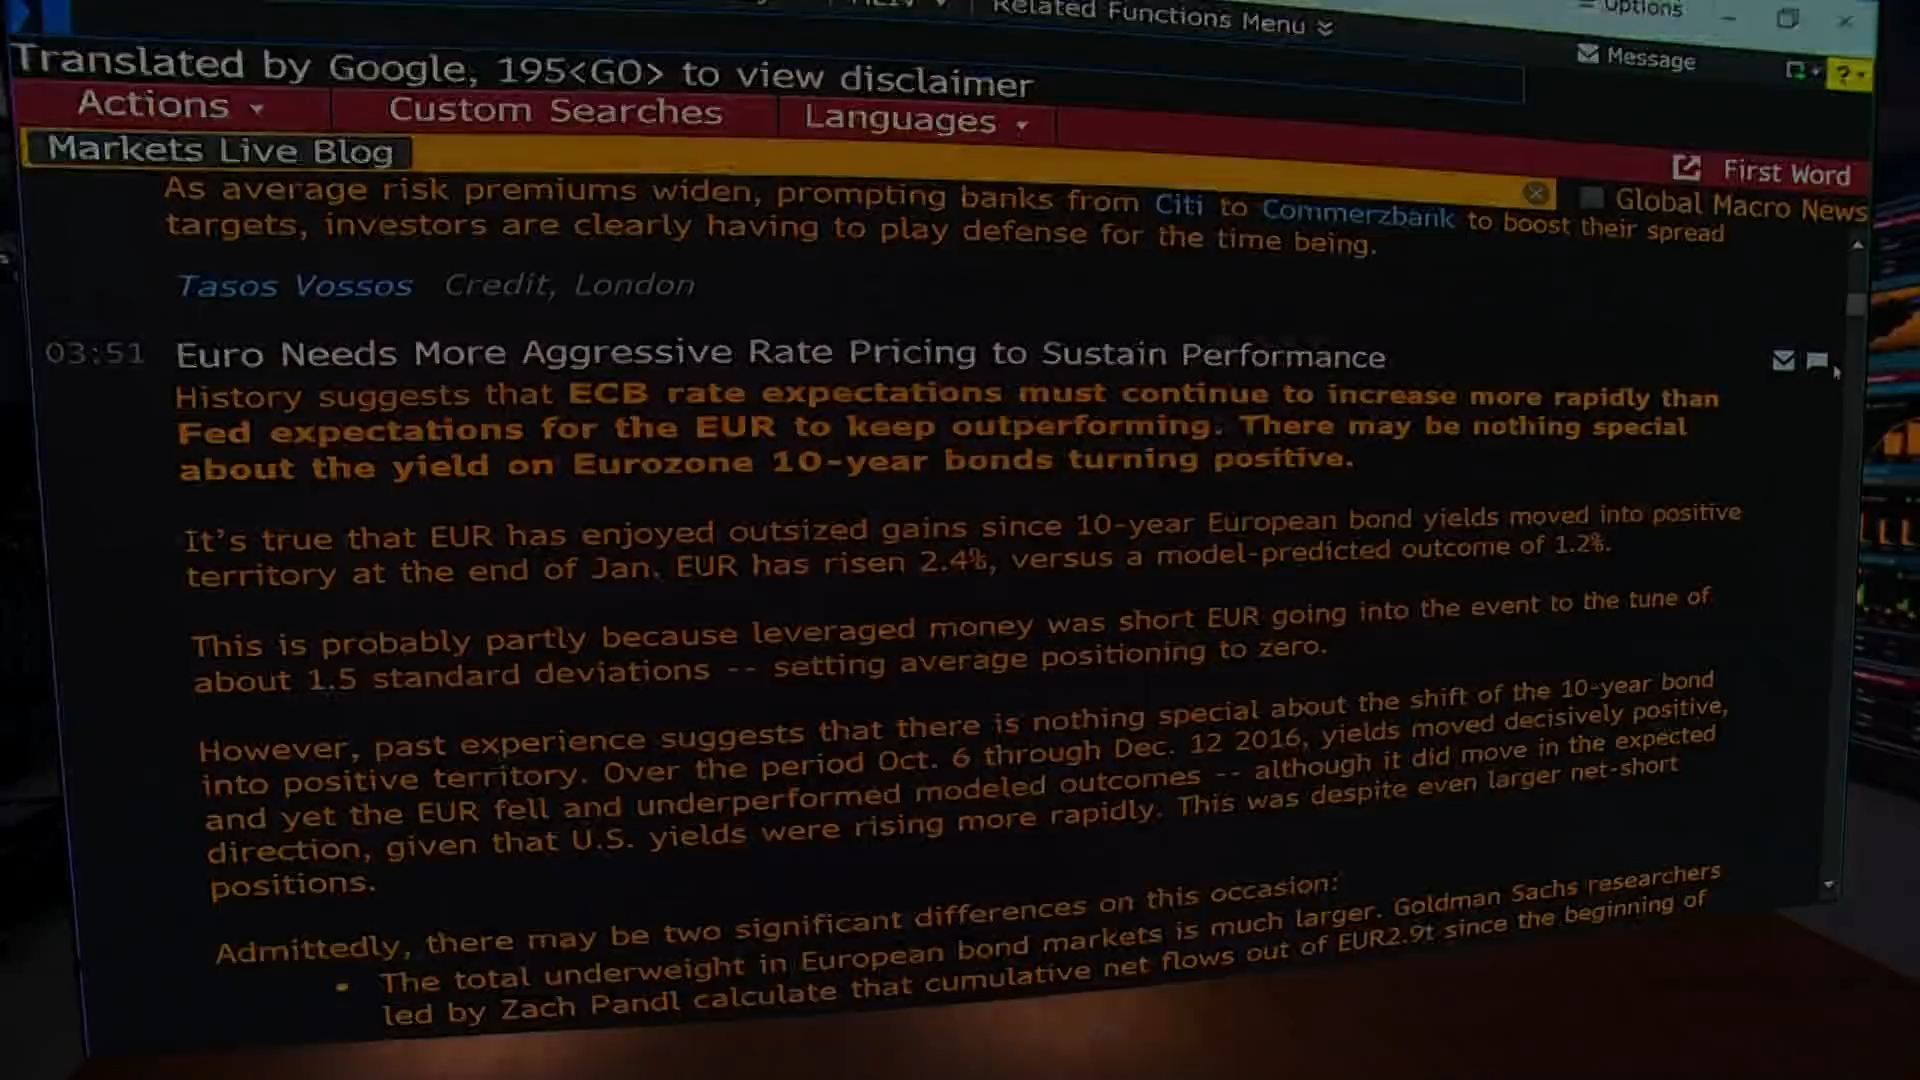 Related Functions Menu
Options
Message
Translated by Google, 195<GO> to view disclaimer
Actions
Custom Searches
Languages
?
Markets Live Blog
First Word
Global Macro News
As average risk premiums widen, prompting banks from Citi to Commerzbank to boost their spread
targets, investors are clearly having to play defense for the time being.
Tasos Vossos Credit, London
03:51 Euro Needs More Aggressive Rate Pricing to Sustain Performance
History suggests that ECB rate expectations must continue to increase more rapidly than
Fed expectations for the EUR to keep outperforming. There may be nothing special
about the yield on Eurozone 10-year bonds turning positive.
It's true that EUR has enjoyed outsized gains since 10-year European bond yields moved into positive
territory at the end of Jan. EUR has risen 2.4%, versus a model-predicted outcome of 1.2%.
This is probably partly because leveraged money was short EUR going into the event to the tune of
about 1.5 standard deviations -- setting average positioning to zero.
However, past experience suggests that there is nothing special about the shift of the 10-year bond
into positive territory. Over the period Oct. 6 through Dec. 12 2016, yields moved decisively positive,
and yet the EUR fell and underperformed modeled outcomes -- although it did move in the expected
direction, given that U.S. yields were rising more rapidly. This was despite even larger net-short
positions.
Admittedly, there may be two significant differences on this occasion:
• The total underweight in European bond markets is much larger. Goldman Sachs researchers
led by Zach Pandl calculate that cumulative net flows out of EUR2.9t since the beginning of